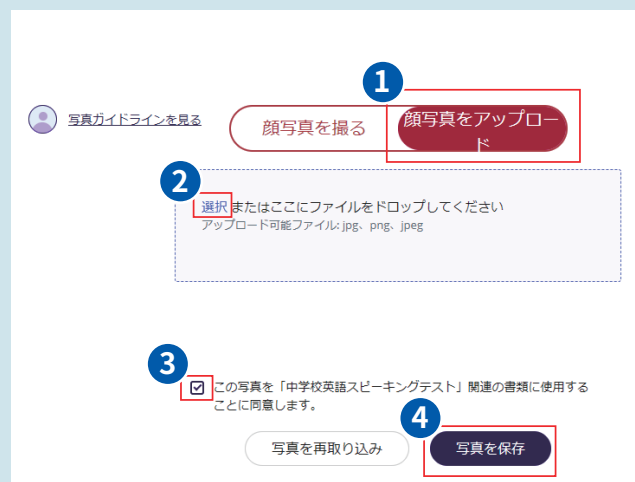 1
写真ガイドラインを見る
顔写真を撮る
顔写真をアップロー
ド
2
選択 またはここにファイルをドロップしてください
アップロード可能ファイル: jpg、png、jpeg
3
この写真を「中学校英語スピーキングテスト」関連の書類に使用する
ことに同意します。
4
写真を再取り込み
写真を保存